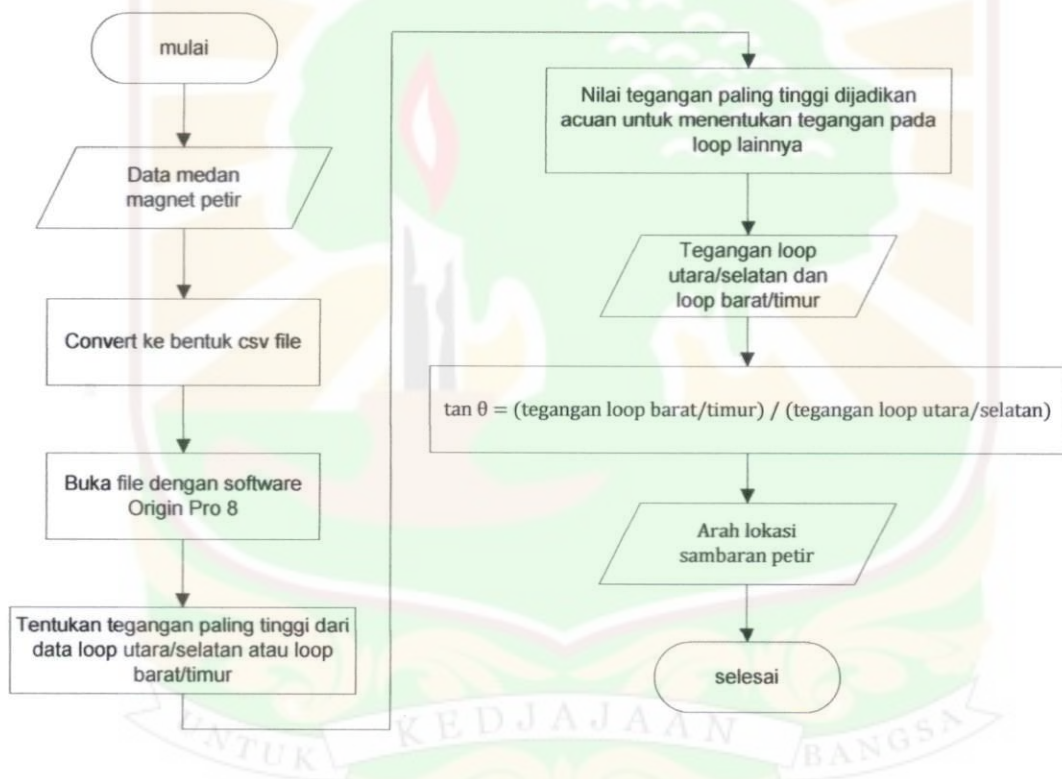 mulai
Data medan
magnet petir
Convert ke bentuk csv file
Buka file dengan software
Origin Pro 8
Tentukan tegangan paling tinggi dari
data loop utara/selatan atau loop
barat/timur
Nilai tegangan paling tinggi dijadikan
acuan untuk menentukan tegangan pada
loop lainnya
Tegangan loop
utara/selatan dan
loop barat/timur
tan θ = (tegangan loop barat/timur) / (tegangan loop utara/selatan)
Arah lokasi
sambaran petir
selesai
UNTUK KEDJAJAAN BANGSA